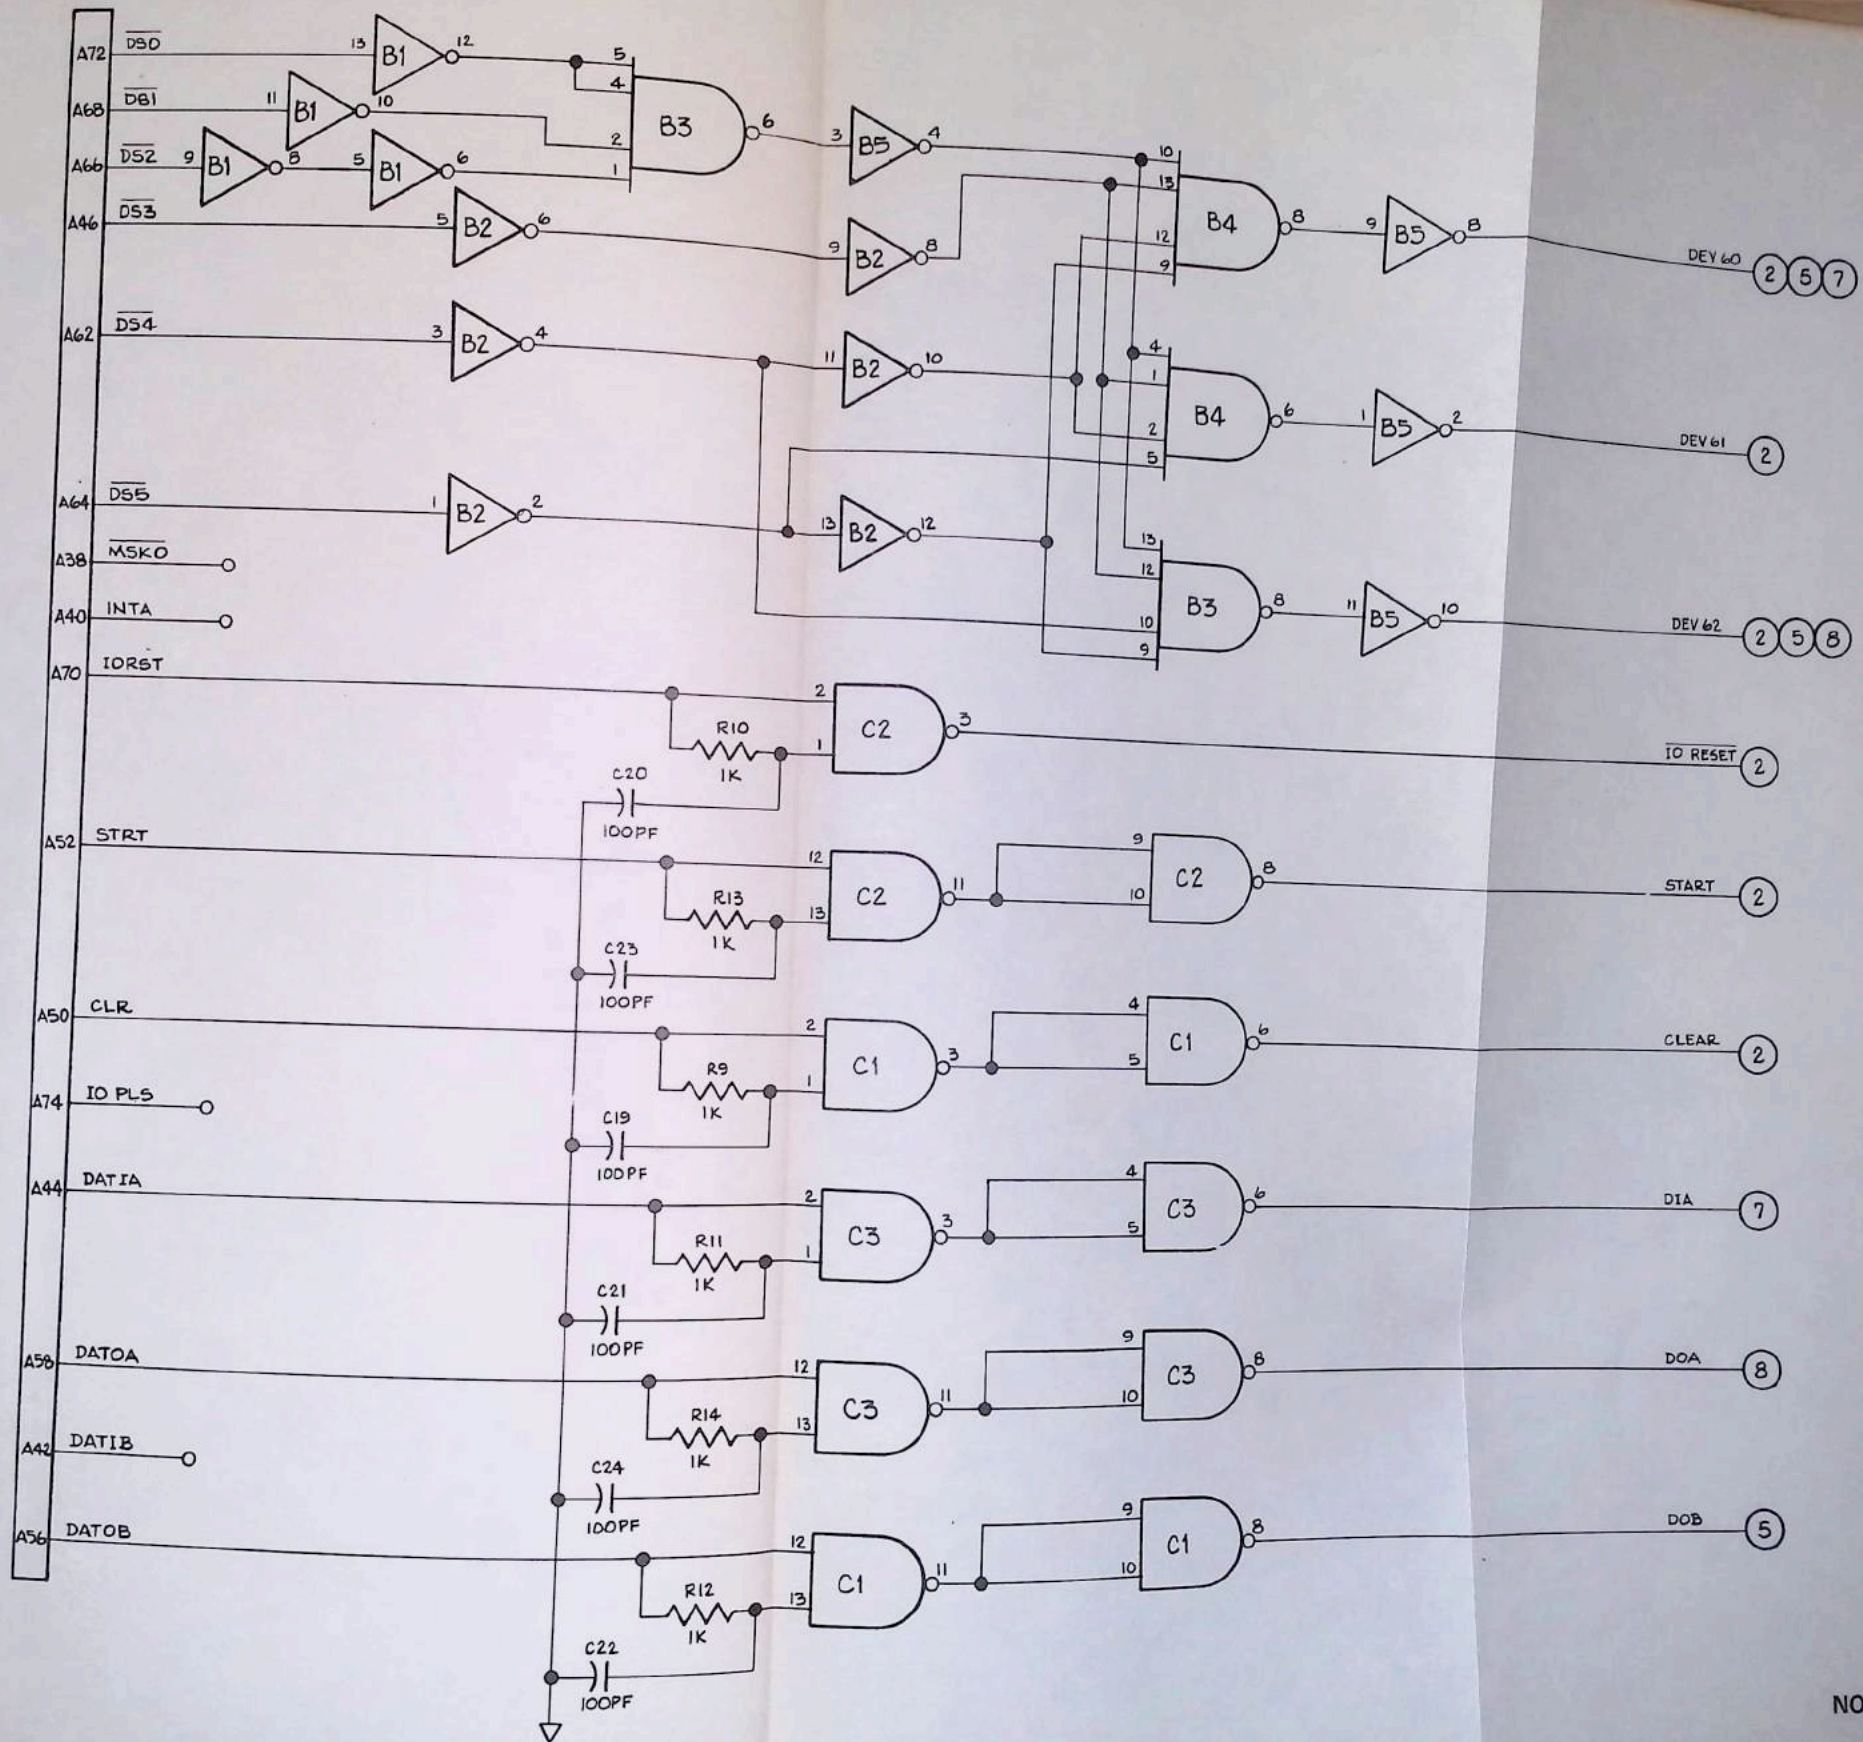 A72 DS0 13 B1 12 5
4
A68 DB1 11 B1 10 2
B3 6 3 B5 4 10
A66 DS2 9 B1 8 5 B1 6 1
13
A46 DS3 5 B2 6 9 B2 8 12
9
B4 8 9 B5 8 DEV 60 2 5 7
A62 DS4 3 B2 4 11 B2 10 4
1
2
5
B4 6 1 B5 2 DEV 61 2
A64 DS5 1 B2 2 13 B2 12 13
12
10
9
B3 8 11 B5 10 DEV 62 2 5 8
A38 MSKO
A40 INTA
A70 IORST 2
R10 1 C2 3 IO RESET 2
1K
C20
100PF
A52 STRT 12
R13 13 C2 11 9 10 C2 8 START 2
1K
C23
100PF
A50 CLR 2
R9 1 C1 3 4 5 C1 6 CLEAR 2
1K
A74 IO PLS
C19
100PF
A44 DATIA 2
R11 1 C3 3 4 5 C3 6 DIA 7
1K
C21
100PF
A58 DATOA 12
R14 13 C3 11 9 10 C3 8 DOA 8
1K
A42 DATIB
C24
100PF
A56 DATOB 12
R12 13 C1 11 9 10 C1 8 DOB 5
1K
C22
100PF
NO